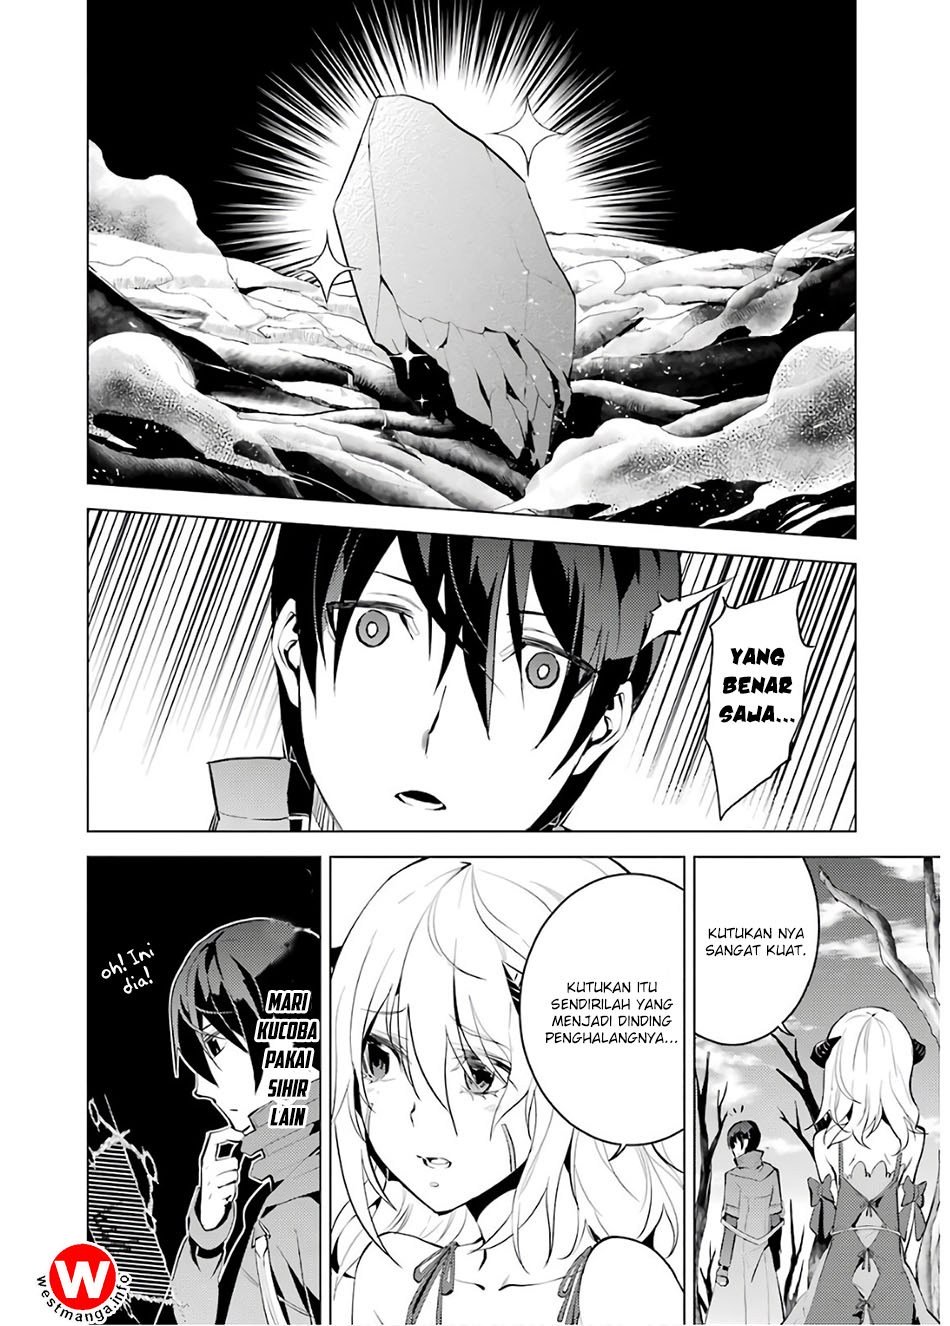 YANG
BENAR
SAJA...
KUTUKAN NYA
SANGAT KUAT.
KUTUKAN ITU
SENDIRILAH YANG
MENJADI DINDING
PENGHALANGNYA...
MARI
KUCOBA
PAKAI
SIHIR
LAIN
oh! Ini
dia!
W
westmanga.info